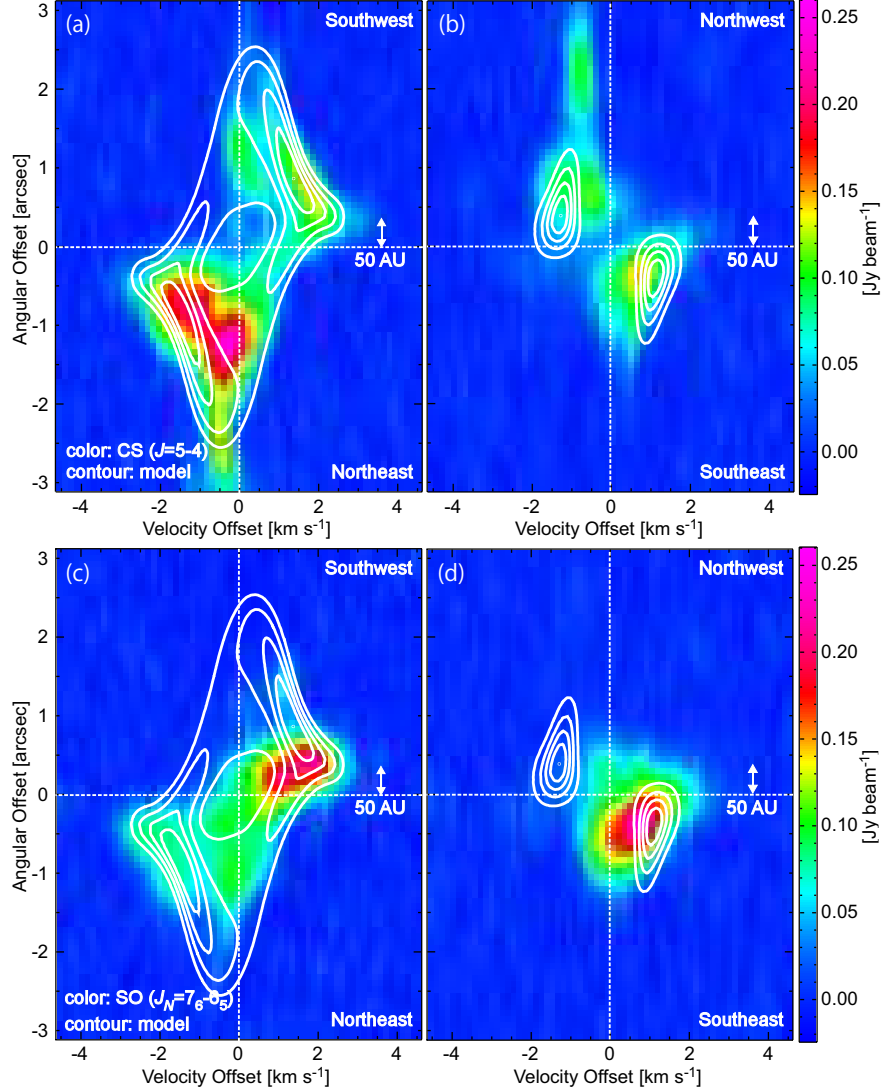 (a) Southwest
(b) Northwest
3
2
1
0
-1
-2
-3
Angular Offset [arcsec]
50 AU
50 AU
color: CS (J=5-4)
contour: model
Northeast
Southeast
-4 -2 0 2 4
Velocity Offset [km s⁻¹]
-4 -2 0 2 4
Velocity Offset [km s⁻¹]
0.25
0.20
0.15
0.10
0.05
0.00
[Jy beam⁻¹]
(c) Southwest
(d) Northwest
3
2
1
0
-1
-2
-3
Angular Offset [arcsec]
50 AU
50 AU
color: SO (J_N=7₆-6₅)
contour: model
Northeast
Southeast
-4 -2 0 2 4
Velocity Offset [km s⁻¹]
-4 -2 0 2 4
Velocity Offset [km s⁻¹]
0.25
0.20
0.15
0.10
0.05
0.00
[Jy beam⁻¹]